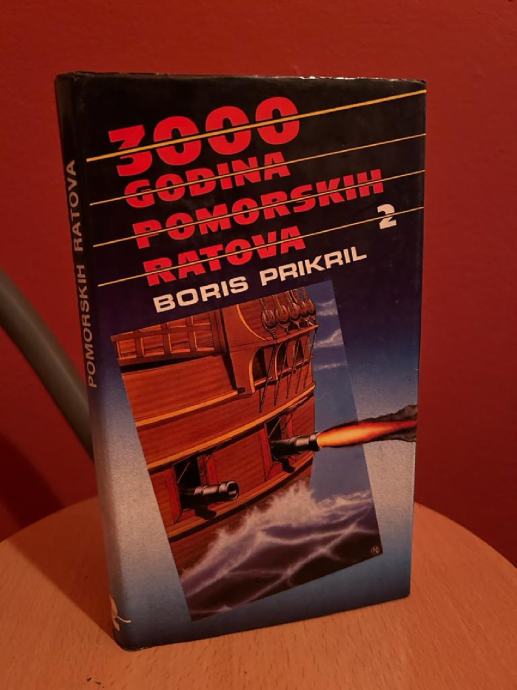 3000
GODINA
POMORSKIH
RATOVA
2
BORIS PRIKRIL
POMORSKIH RATOVA